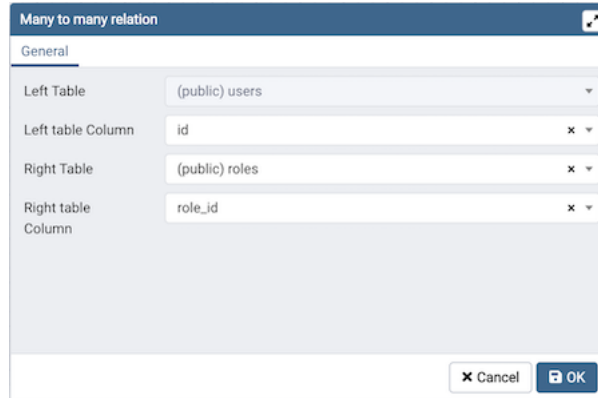 Many to many relation
General
Left Table (public) users
Left table Column id
Right Table (public) roles
Right table
Column role_id
Cancel OK